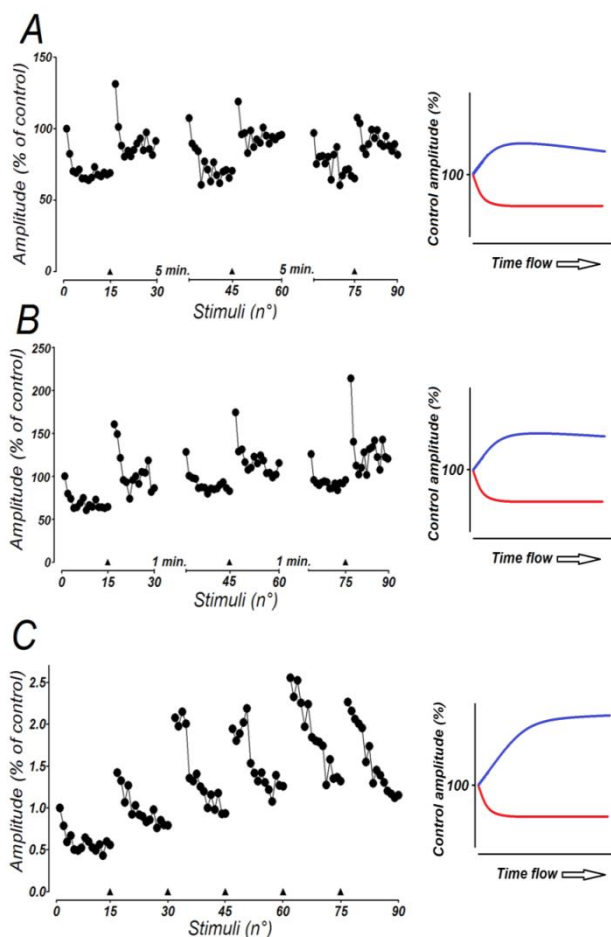 A
Amplitude (% of control)
150
100
50
0
5 min.
5 min.
0
15
30
45
60
75
90
Stimuli (n°)
Control amplitude (%)
100
Time flow
B
Amplitude (% of control)
250
200
150
100
50
0
1 min.
1 min.
0
15
30
45
60
75
90
Stimuli (n°)
Control amplitude (%)
100
Time flow
C
Amplitude (% of control)
2.5
2.0
1.5
1.0
0.5
0.0
0
15
30
45
60
75
90
Stimuli (n°)
Control amplitude (%)
100
Time flow